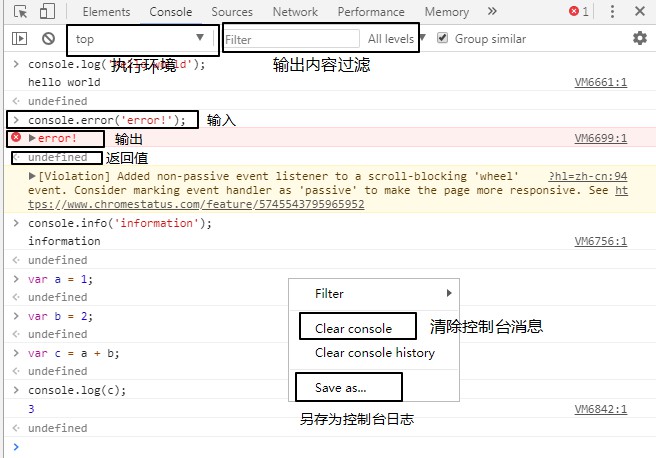 Elements Console Sources Network Performance Memory » 1
top Filter All levels Group similar
执行环境 输出内容过滤
console.log('hello world');
hello world VM6661:1
undefined
console.error('error!'); 输入
error! 输出 VM6699:1
undefined 返回值
[Violation] Added non-passive event listener to a scroll-blocking 'wheel' ?hl=zh-cn:94
event. Consider marking event handler as 'passive' to make the page more responsive. See ht
tps://www.chromestatus.com/feature/5745543795965952
console.info('information');
information VM6756:1
undefined
var a = 1;
undefined
var b = 2;
undefined
var c = a + b;
undefined
console.log(c);
3 VM6842:1
undefined
Filter
Clear console 清除控制台消息
Clear console history
Save as...
另存为控制台日志